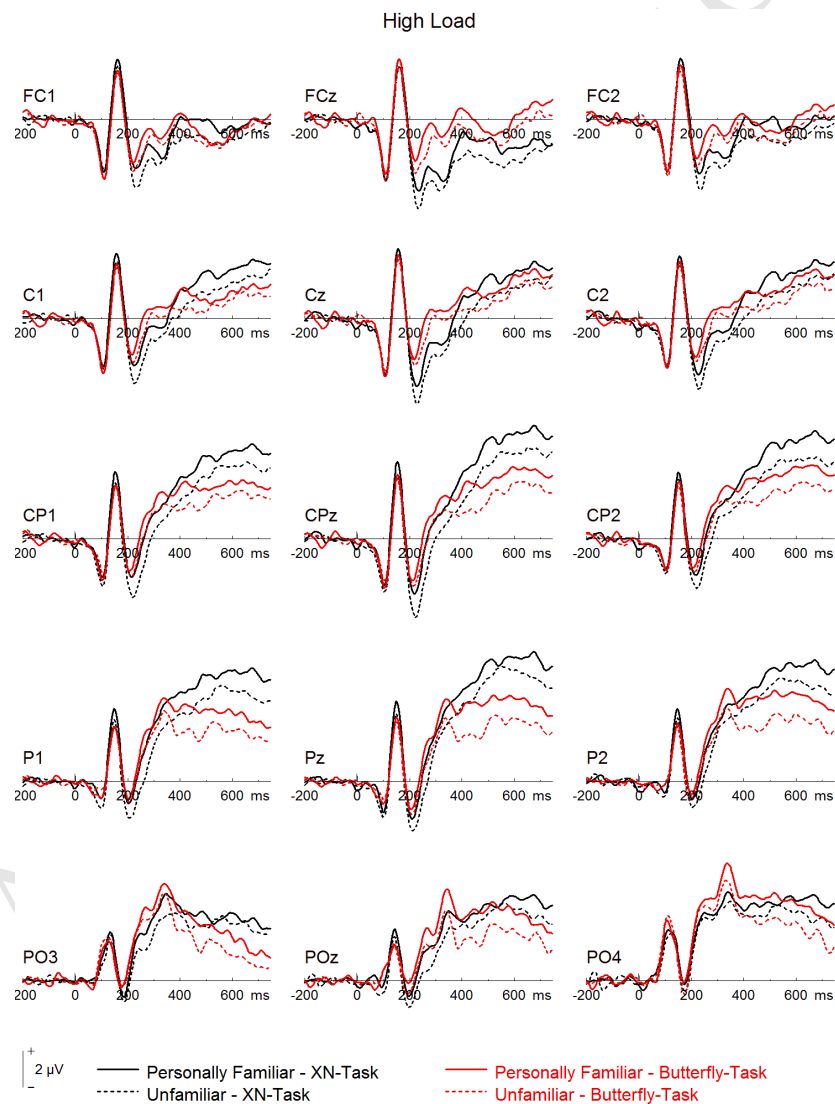 High Load
FC1
FCz
FC2
200 0 200 400 600 ms
-200 0 200 400 600 ms
-200 0 200 400 600 ms
C1
Cz
C2
200 0 200 400 600 ms
-200 0 200 400 600 ms
-200 0 200 400 600 ms
CP1
CPz
CP2
200 0 200 400 600 ms
-200 0 200 400 600 ms
-200 0 200 400 600 ms
P1
Pz
P2
200 0 200 400 600 ms
-200 0 200 400 600 ms
-200 0 200 400 600 ms
PO3
POz
PO4
200 0 200 400 600 ms
-200 0 200 400 600 ms
-200 0 200 400 600 ms
+
2 µV
−
Personally Familiar - XN-Task
Personally Familiar - Butterfly-Task
Unfamiliar - XN-Task
Unfamiliar - Butterfly-Task